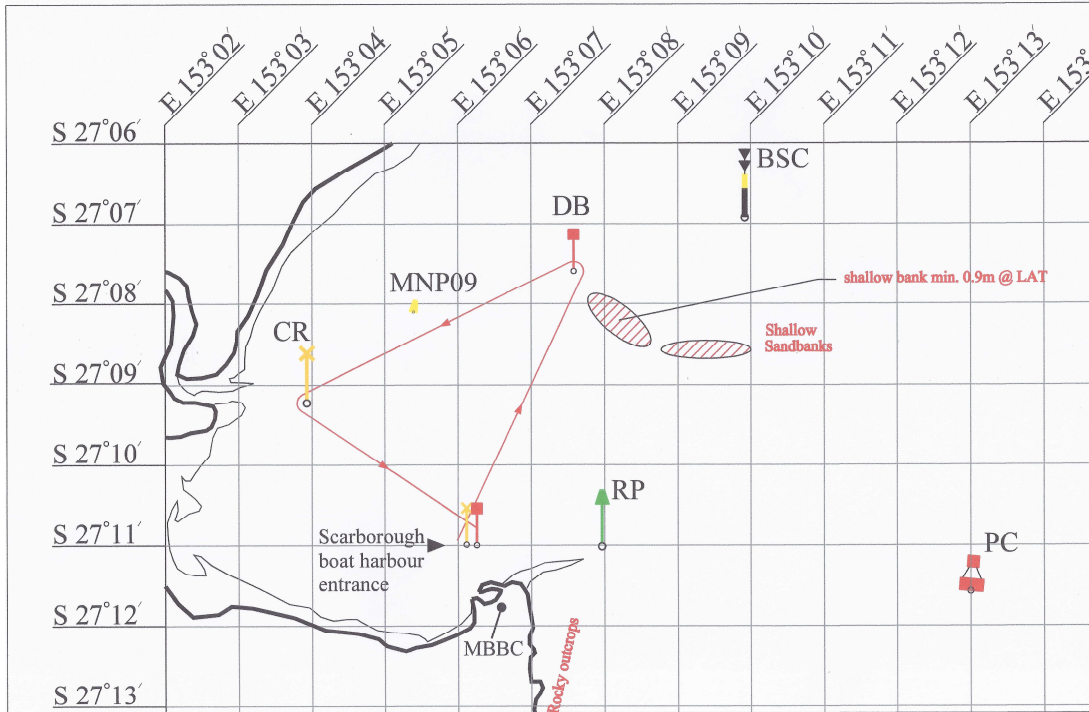 E 153°02′
E 153°03′
E 153°04′
E 153°05′
E 153°06′
E 153°07′
E 153°08′
E 153°09′
E 153°10′
E 153°11′
E 153°12′
E 153°13′
E 153°
S 27°06′
BSC
S 27°07′
DB
shallow bank min. 0.9m @ LAT
MNP09
S 27°08′
CR
Shallow
Sandbanks
S 27°09′
S 27°10′
RP
S 27°11′
Scarborough
boat harbour
entrance
PC
S 27°12′
MBBC
Rocky outcrops
S 27°13′